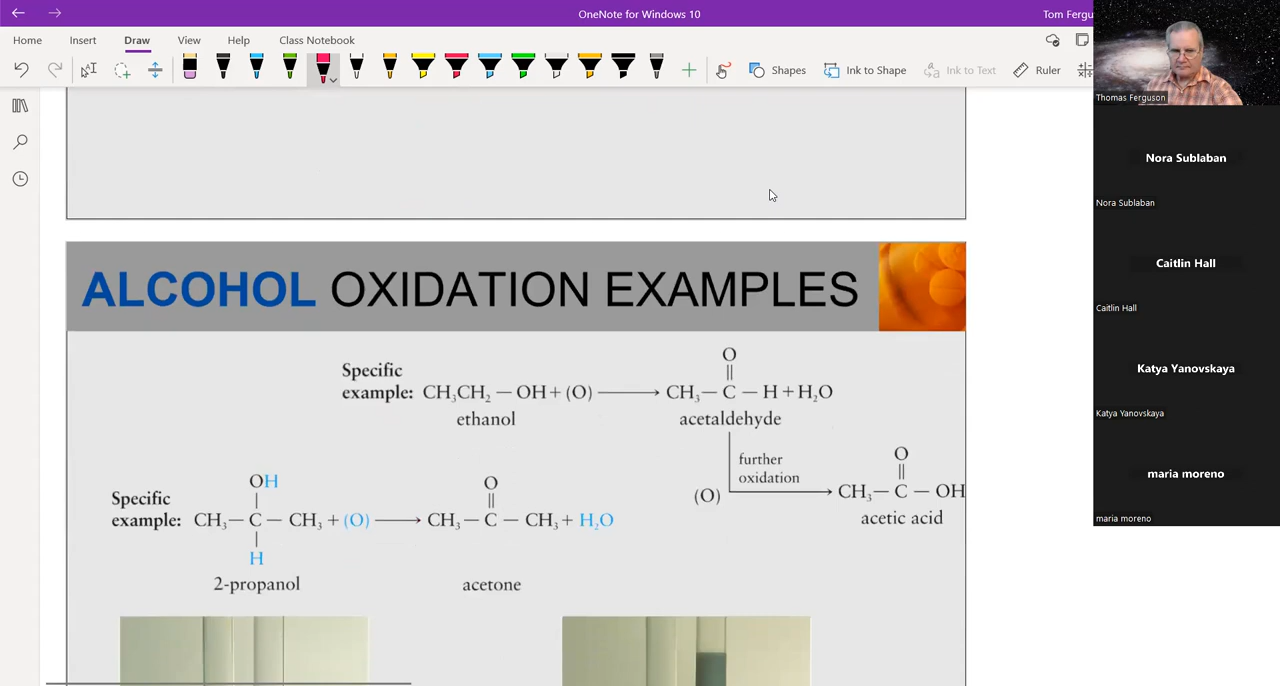 OneNote for Windows 10
Tom Fergu
Home
Insert
Draw
View
Help
Class Notebook
Shapes
Ink to Shape
Ink to Text
Ruler
Thomas Ferguson
Nora Sublaban
Nora Sublaban
Caitlin Hall
Caitlin Hall
Katya Yanovskaya
Katya Yanovskaya
maria moreno
maria moreno
ALCOHOL OXIDATION EXAMPLES
O
||
Specific
example: CH₃CH₂ — OH + (O) ⟶ CH₃— C — H + H₂O
ethanol
acetaldehyde
further
oxidation
(O)
O
||
CH₃— C — OH
acetic acid
OH
|
Specific
example: CH₃— C — CH₃ + (O) ⟶ CH₃— C — CH₃ + H₂O
|
H
O
||
2-propanol
acetone